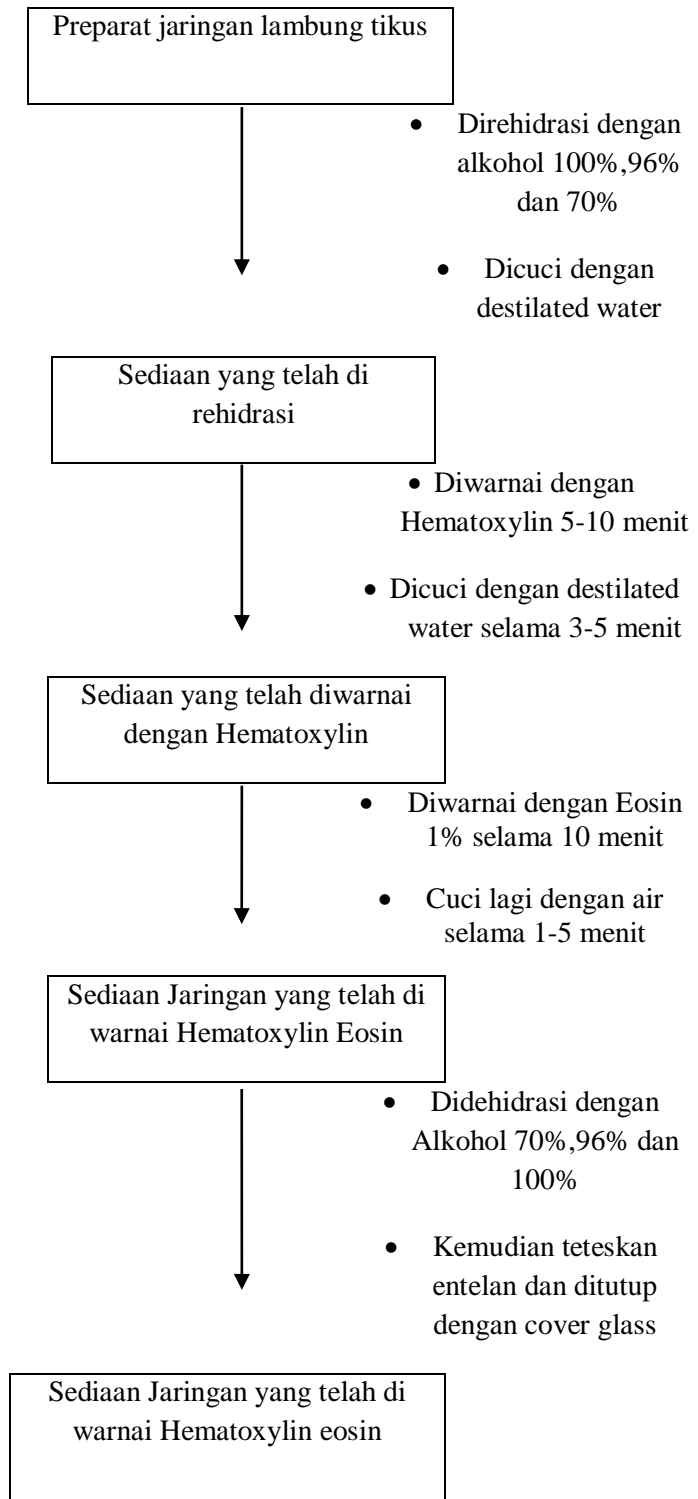 Preparat jaringan lambung tikus
• Direhidrasi dengan
alkohol 100%,96%
dan 70%
• Dicuci dengan
destilated water
Sediaan yang telah di
rehidrasi
• Diwarnai dengan
Hematoxylin 5-10 menit
• Dicuci dengan destilated
water selama 3-5 menit
Sediaan yang telah diwarnai
dengan Hematoxylin
• Diwarnai dengan Eosin
1% selama 10 menit
• Cuci lagi dengan air
selama 1-5 menit
Sediaan Jaringan yang telah di
warnai Hematoxylin Eosin
• Didehidrasi dengan
Alkohol 70%,96% dan
100%
• Kemudian teteskan
entelan dan ditutup
dengan cover glass
Sediaan Jaringan yang telah di
warnai Hematoxylin eosin